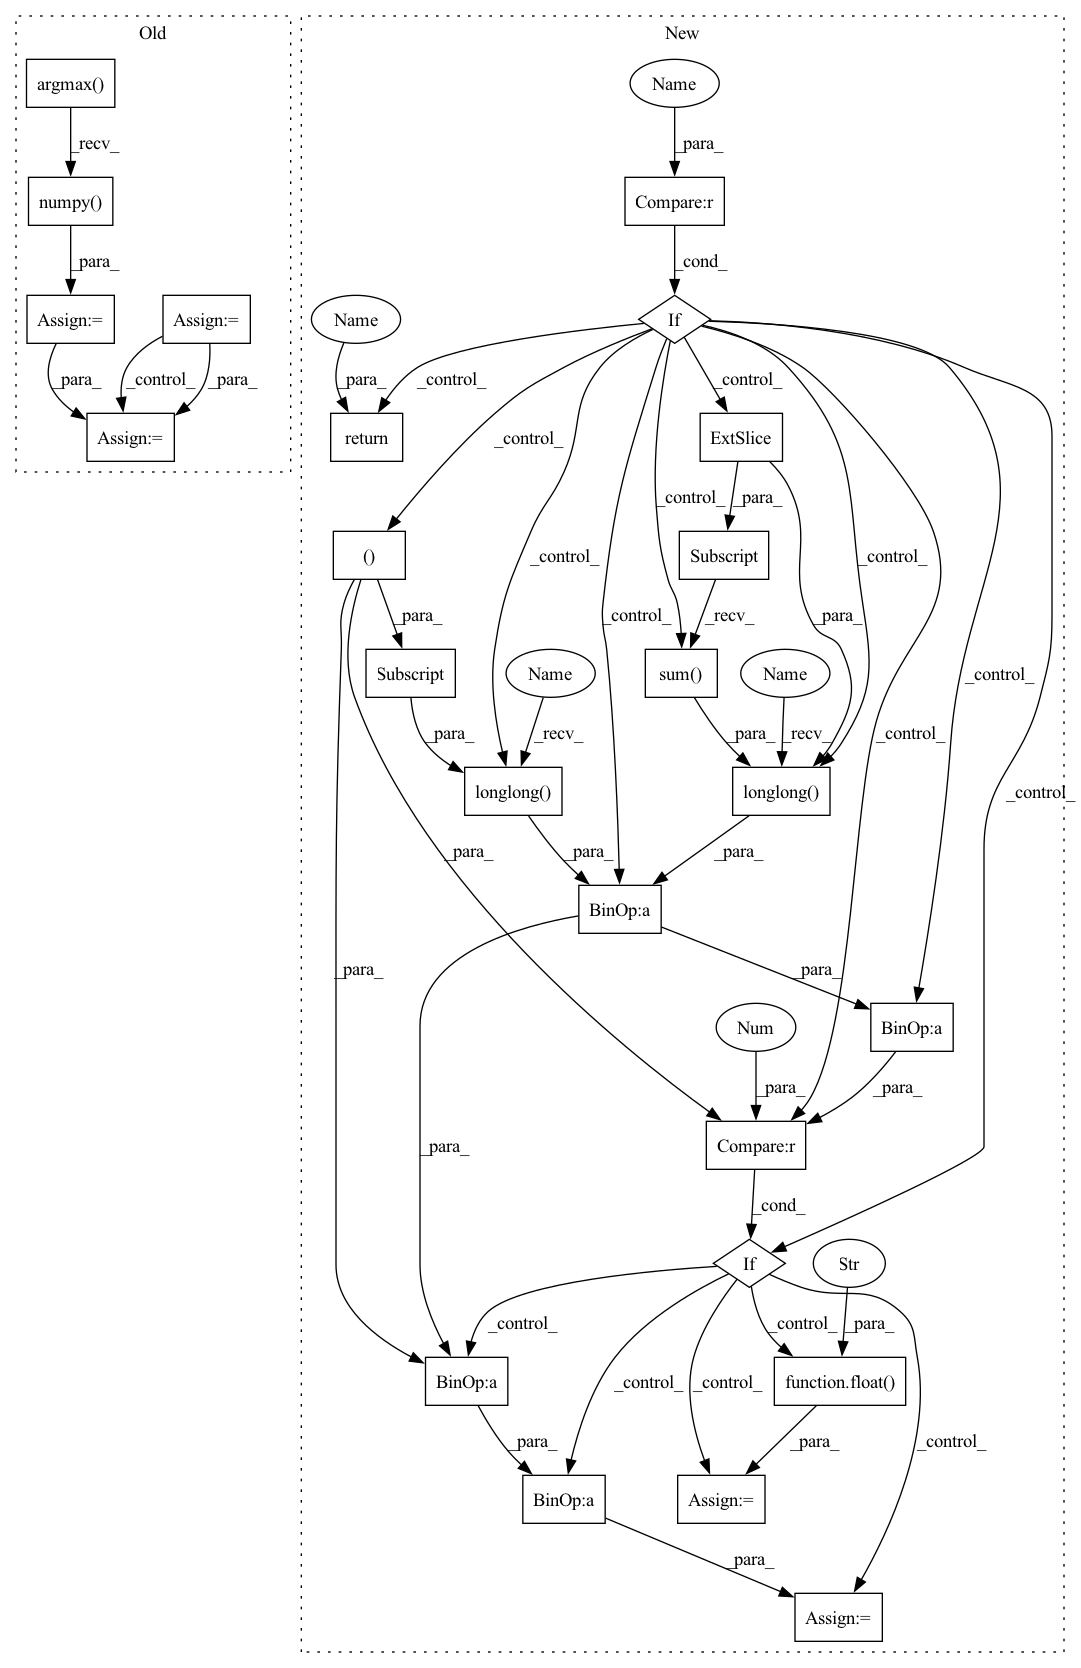 Old
New
argmax()
Name
_recv_
_para_
numpy()
Compare:r
_para_
_cond_
Assign:=
Assign:=
Name
If
_para_
_control_
_para_
_para_
_control_
_control_
Assign:=
return
ExtSlice
_control_
_control_
_para_
_control_
()
Subscript
_control_
_control_
_control_
_para_
_recv_
_para_
Subscript
Name
sum()
Name
_control_
_para_
_recv_
_para_
_recv_
_control_
longlong()
longlong()
_control_
_para_
_para_
_para_
BinOp:a
_para_
_para_
Num
BinOp:a
_para_
_para_
_para_
Compare:r
_cond_
If
Str
_control_
_control_
_para_
BinOp:a
function.float()
_control_
_control_
_para_
_para_
_control_
BinOp:a
Assign:=
_para_
Assign:=